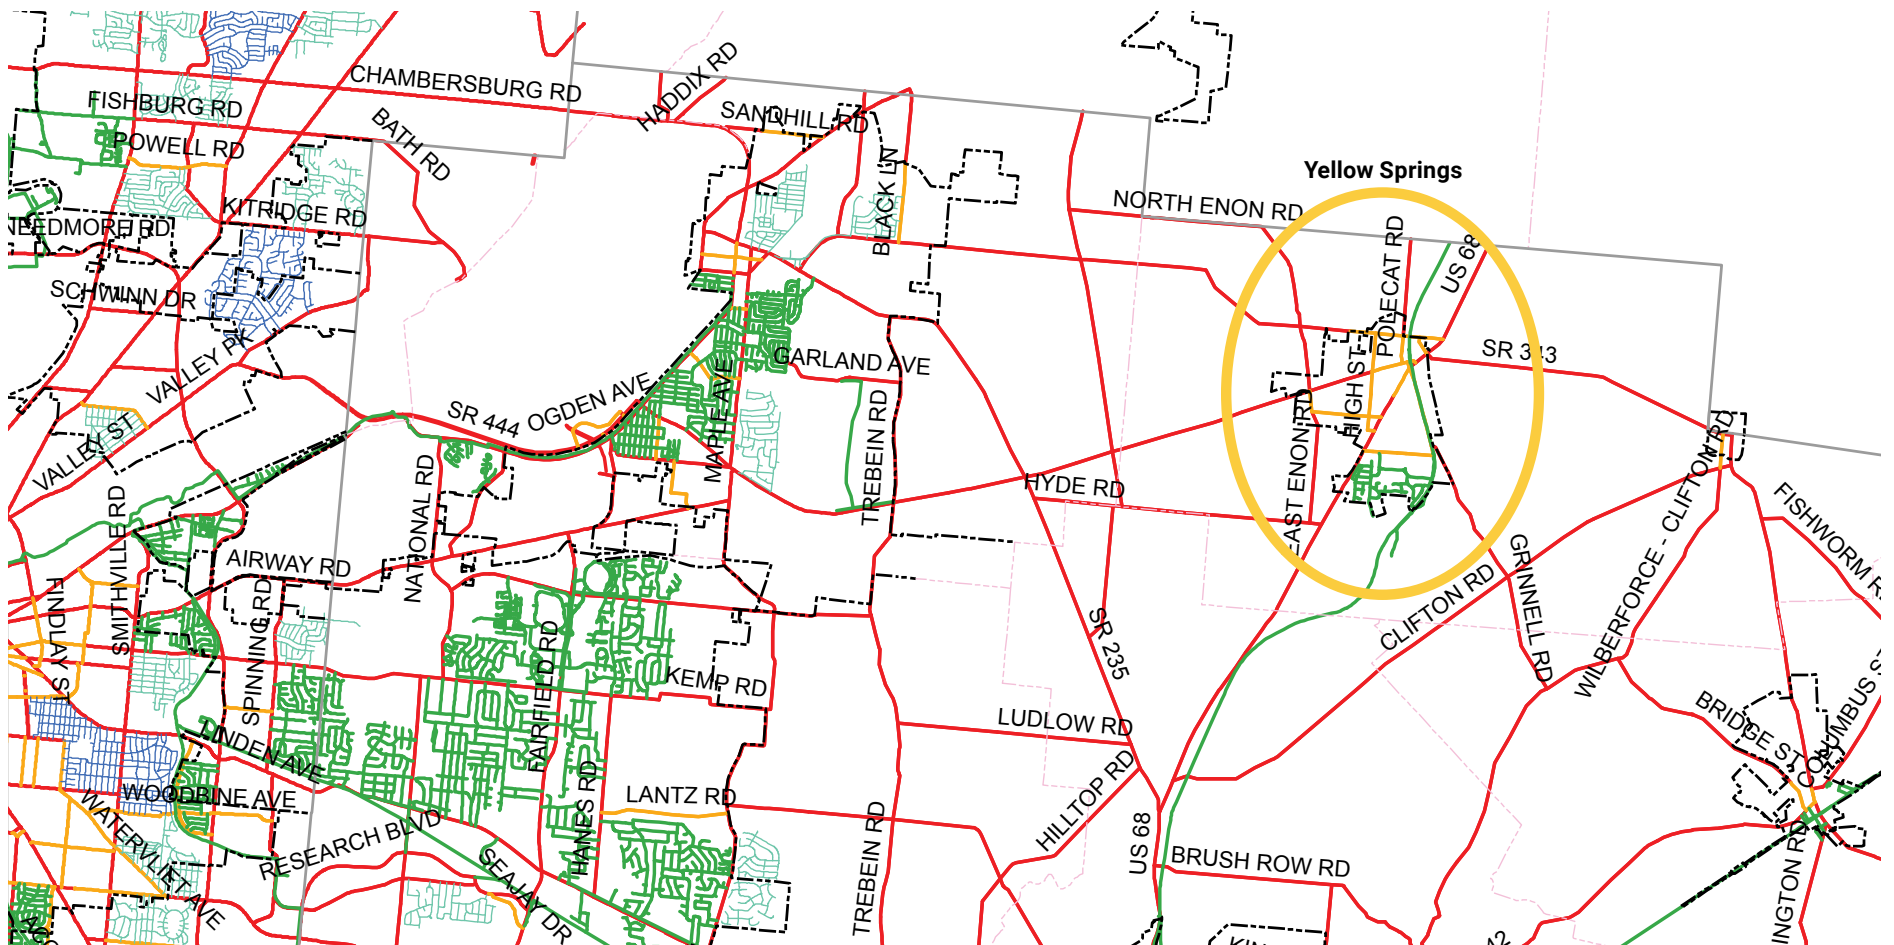 CHAMBERSBURG RD
HADDIX RD
SANDHILL RD
FISHBURG RD
BATH RD
POWELL RD
Yellow Springs
BLACK LN
NORTH ENON RD
KITRIDGE RD
NEEDMORE RD
POLECAT RD
US 68
SCHWINN DR
VALLEY PK
GARLAND AVE
SR 343
HIGH ST
OGDEN AVE
SR 444
MAPLE AVE
TREBEIN RD
EAST ENON RD
VALLEY ST
NATIONAL RD
HYDE RD
WILBERFORCE - CLIFTON RD
FISHWORM R
SMITHVILLE RD
AIRWAY RD
GRINNELL RD
CLIFTON RD
FINDLAY ST
SPINNING RD
FAIRFIELD RD
SR 235
KEMP RD
LUDLOW RD
BRIDGE ST
COLUMBUS S
LINDEN AVE
HILLTOP RD
WOODBINE AVE
HANES RD
LANTZ RD
WATERVLIET AVE
RESEARCH BLVD
SEAJAY DR
TREBEIN RD
US 68
BRUSH ROW RD
INGTON RD
42